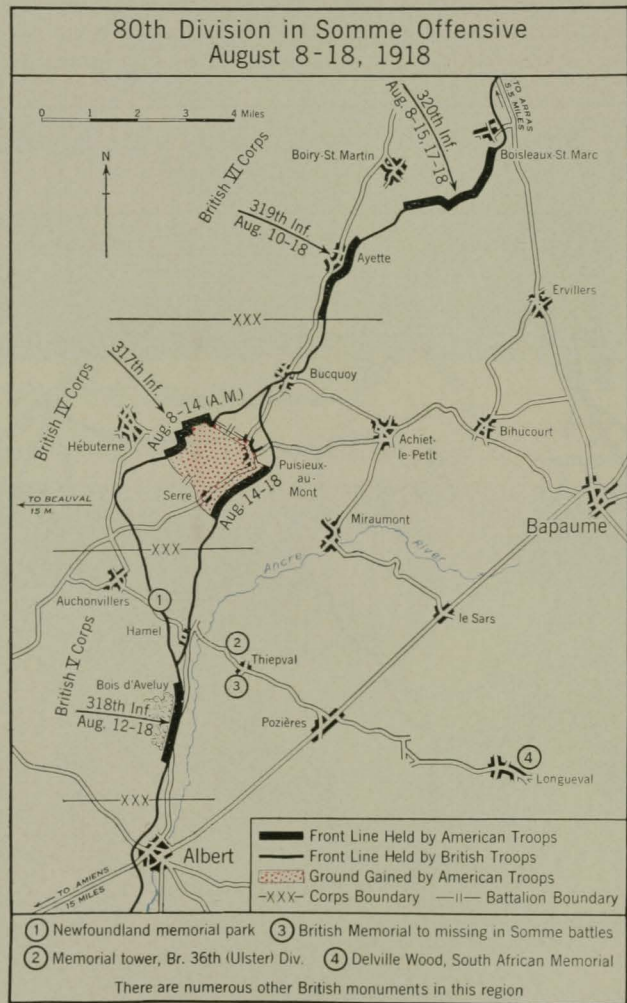 80th Division in Somme Offensive
August 8-18, 1918
0 1 2 3 4 Miles
N
TO ARRAS
5.5 MILES
320th Inf.
Aug. 8-15, 17-18
Boiry-St. Martin
Boisleaux-St. Marc
British VI Corps
319th Inf.
Aug. 10-18
Ayette
Ervillers
XXX
317th Inf.
Aug. 8-14 (A.M.)
Bucquoy
British IV Corps
Hébuterne
Achiet-
le-Petit
Bihucourt
Puisieux-
au-
Mont
Serre
Aug. 14-18
TO BEAUVAL
15 M.
Miraumont
Bapaume
XXX
Ancre River
Auchonvillers
1
Hamel
le Sars
2
Thiepval
3
Bois d'Aveluy
British V Corps
318th Inf.
Aug. 12-18
Pozières
4
Longueval
XXX
Albert
TO AMIENS
15 MILES
Front Line Held by American Troops
Front Line Held by British Troops
Ground Gained by American Troops
-XXX- Corps Boundary —II— Battalion Boundary
1 Newfoundland memorial park 3 British Memorial to missing in Somme battles
2 Memorial tower, Br. 36th (Ulster) Div. 4 Delville Wood, South African Memorial
There are numerous other British monuments in this region